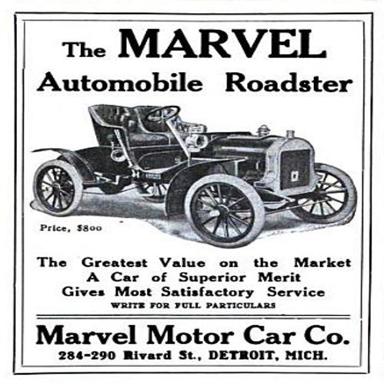 The MARVEL
Automobile Roadster
Price, $800
The Greatest Value on the Market
A Car of Superior Merit
Gives Most Satisfactory Service
WRITE FOR FULL PARTICULARS
Marvel Motor Car Co.
284-290 Rivard St., DETROIT, MICH.